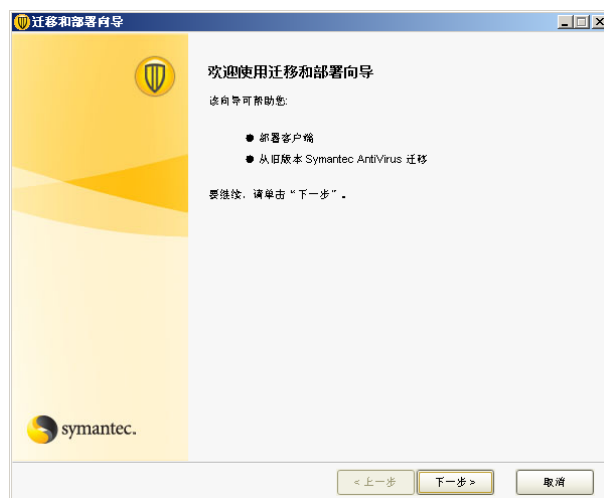 迁移和部署向导
欢迎使用迁移和部署向导
该向导可帮助您:
● 部署客户端
● 从旧版本 Symantec AntiVirus 迁移
要继续，请单击“下一步”。
symantec.
<上一步
下一步>
取消